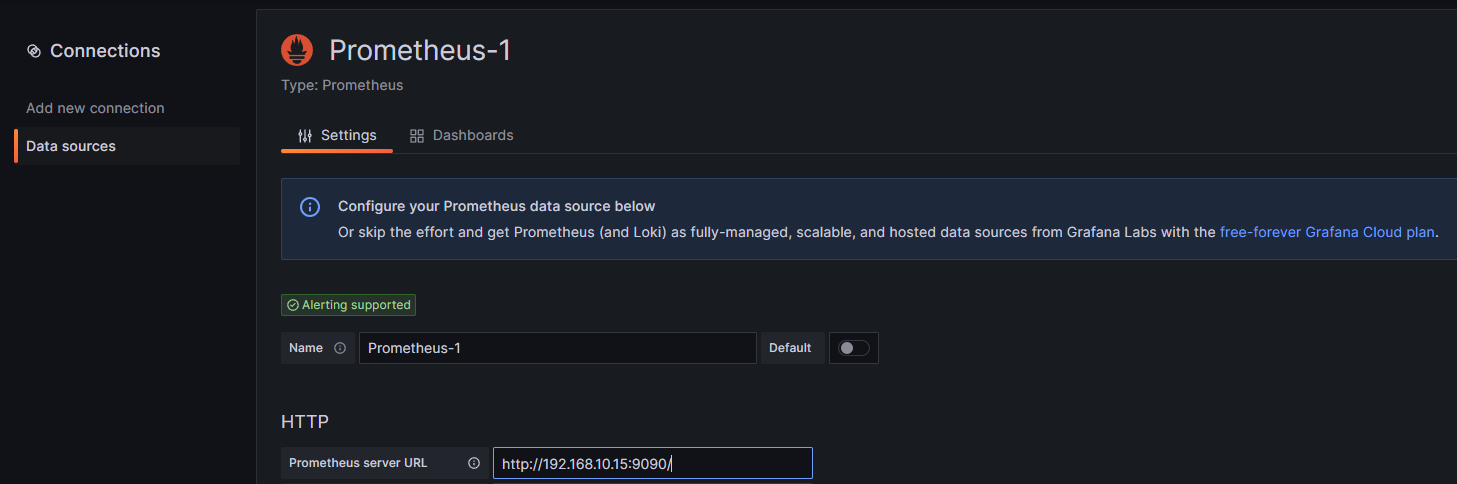 Connections
Add new connection
Data sources
Prometheus-1
Type: Prometheus
Settings
Dashboards
Configure your Prometheus data source below
Or skip the effort and get Prometheus (and Loki) as fully-managed, scalable, and hosted data sources from Grafana Labs with the free-forever Grafana Cloud plan.
Alerting supported
Name
Prometheus-1
Default
HTTP
Prometheus server URL
http://192.168.10.15:9090/